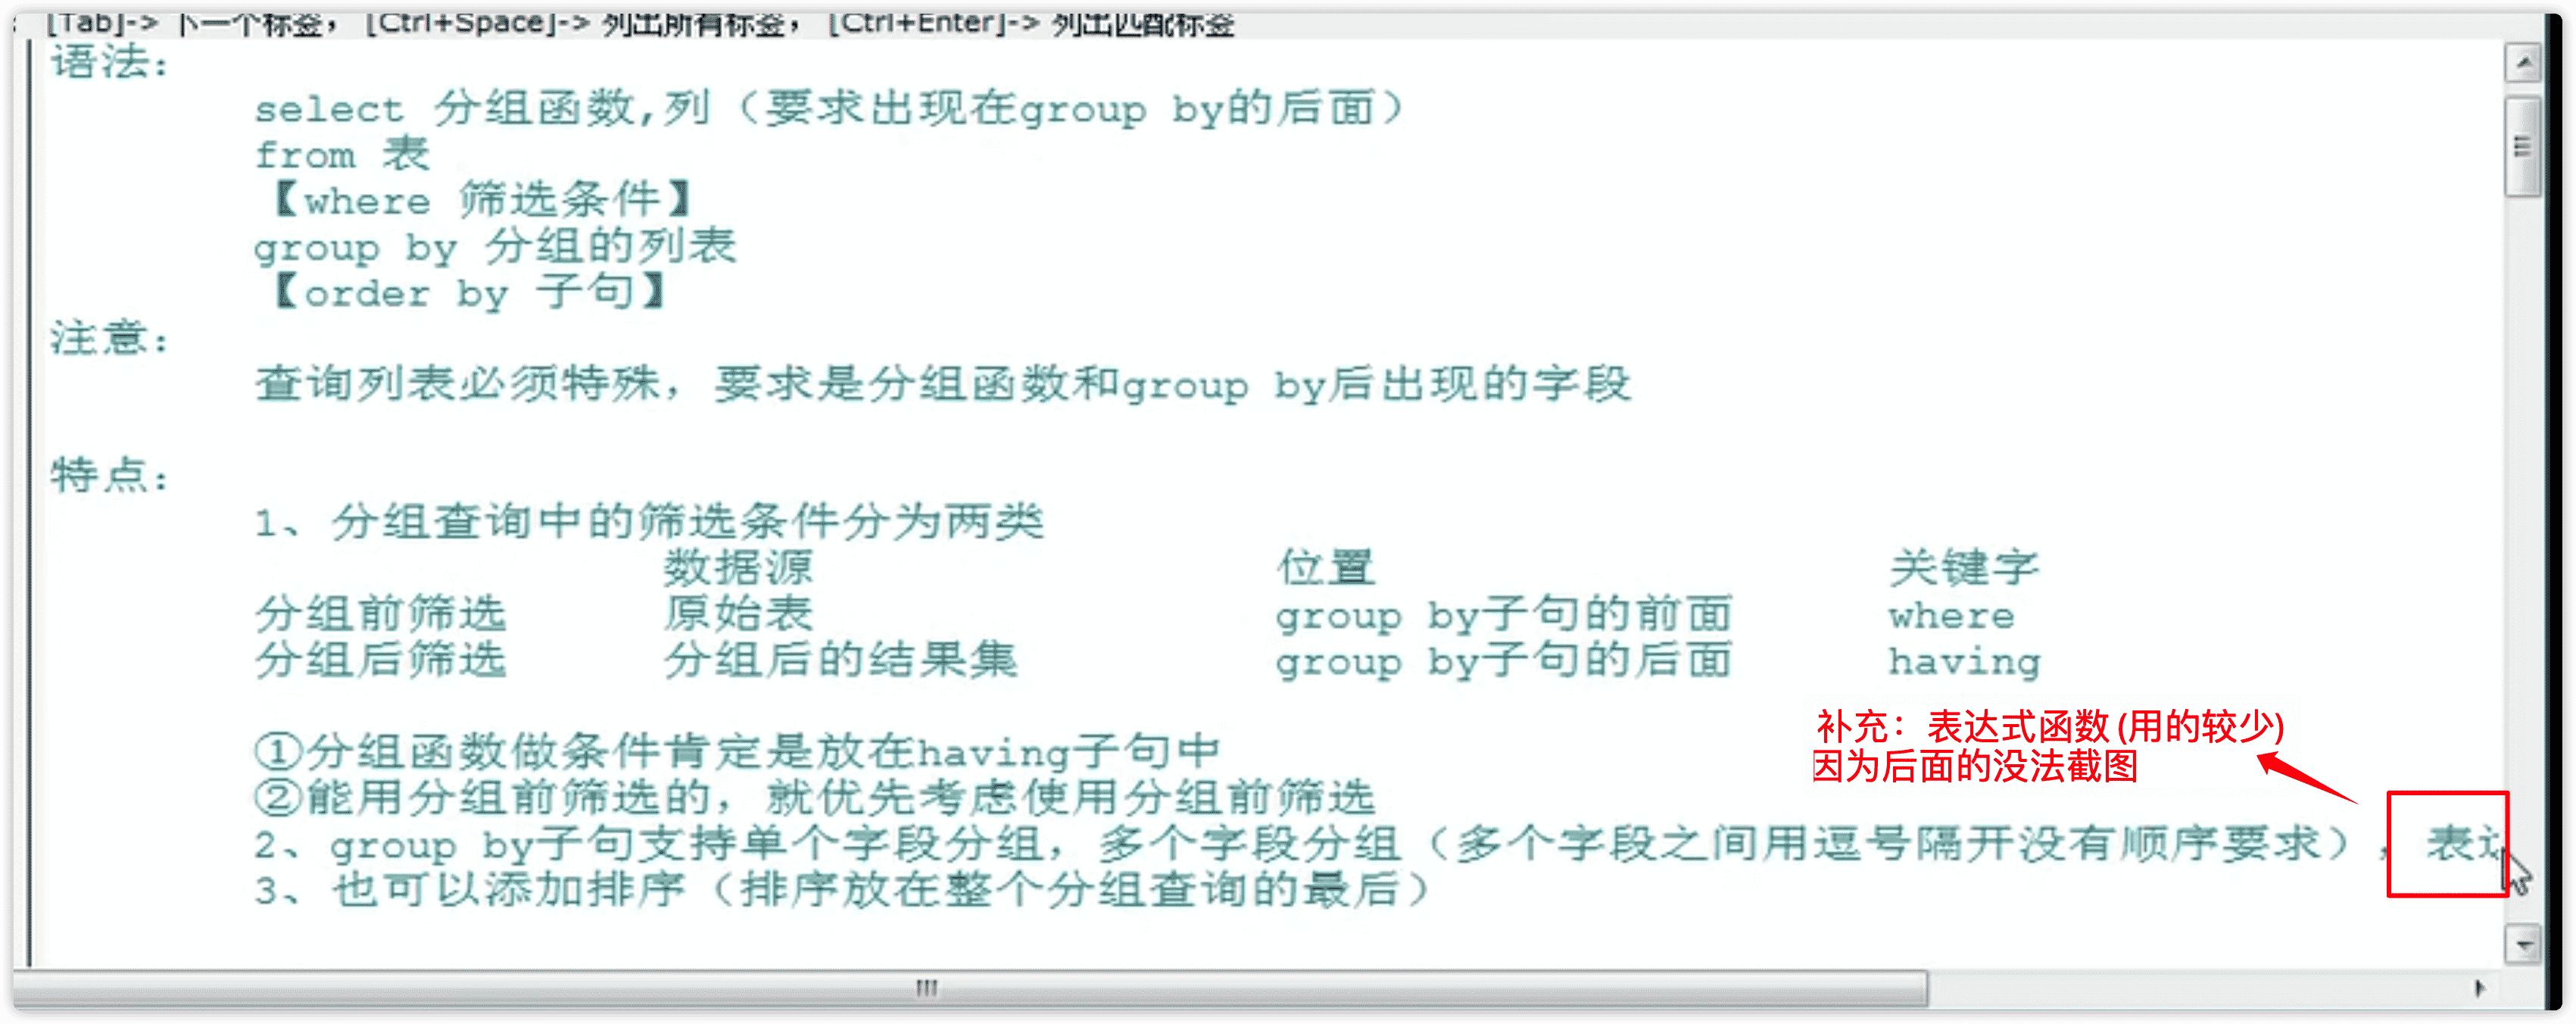 : [Tab]-> 下一个标签， [Ctrl+Space]-> 列出所有标签， [Ctrl+Enter]-> 列出匹配标签
语法：
select 分组函数,列（要求出现在group by的后面）
from 表
【where 筛选条件】
group by 分组的列表
【order by 子句】
注意：
查询列表必须特殊，要求是分组函数和group by后出现的字段
特点：
1、分组查询中的筛选条件分为两类
数据源 位置 关键字
分组前筛选 原始表 group by子句的前面 where
分组后筛选 分组后的结果集 group by子句的后面 having
补充：表达式函数(用的较少)
因为后面的没法截图
①分组函数做条件肯定是放在having子句中
②能用分组前筛选的，就优先考虑使用分组前筛选
2、group by子句支持单个字段分组，多个字段分组（多个字段之间用逗号隔开没有顺序要求），表
3、也可以添加排序（排序放在整个分组查询的最后）